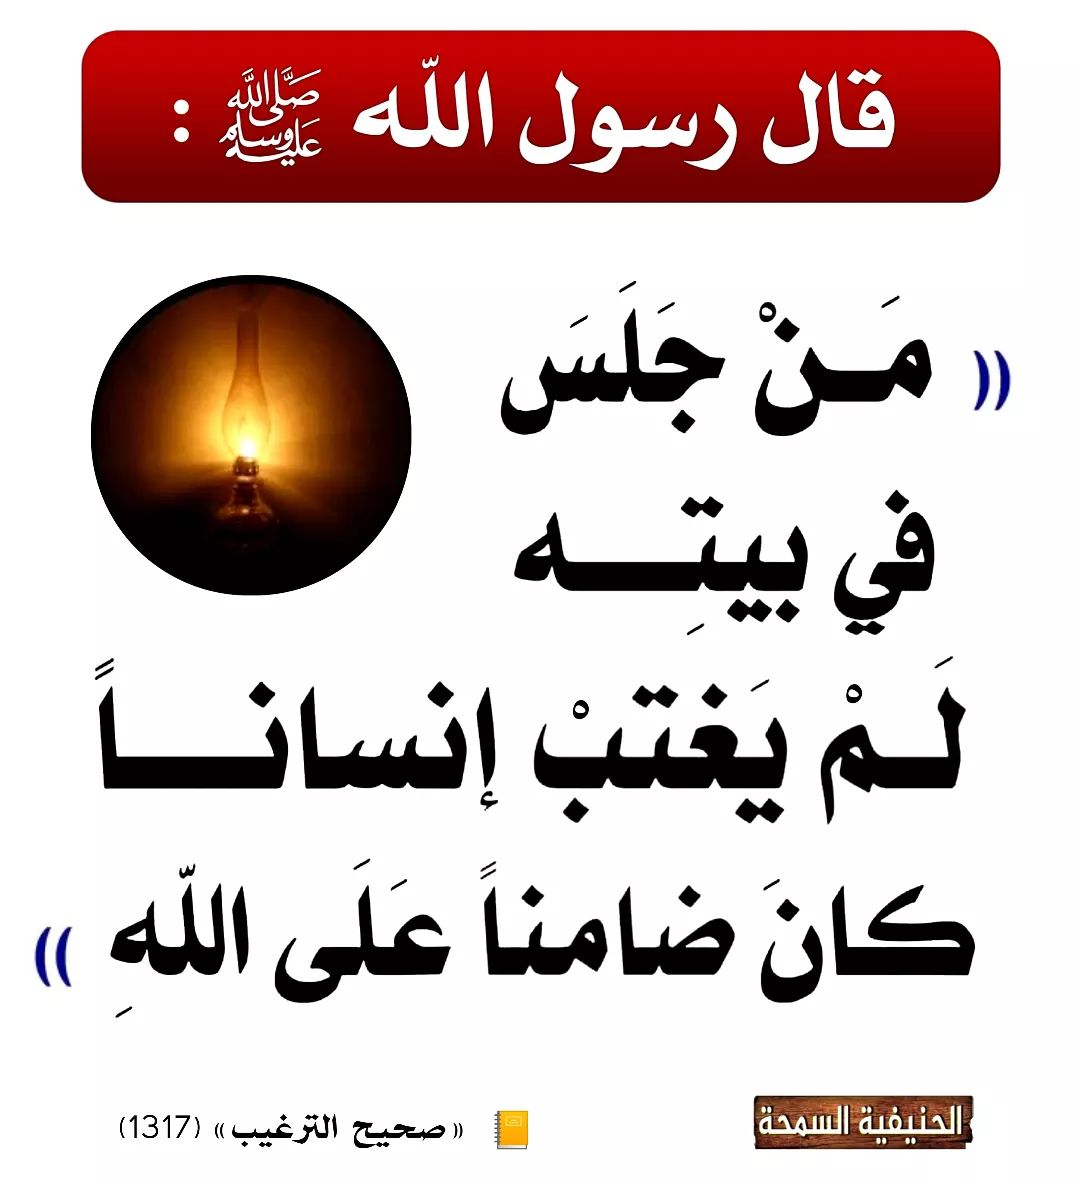 قال رسول الله ﷺ :
(( مَـنْ جَلَسَ
في بيتِـــه
لَـمْ يَغتبْ إنسانـــاً
كانَ ضامناً عَلَى اللهِ ))
الحنيفية السمحة
« صحيح الترغيب » (1317)